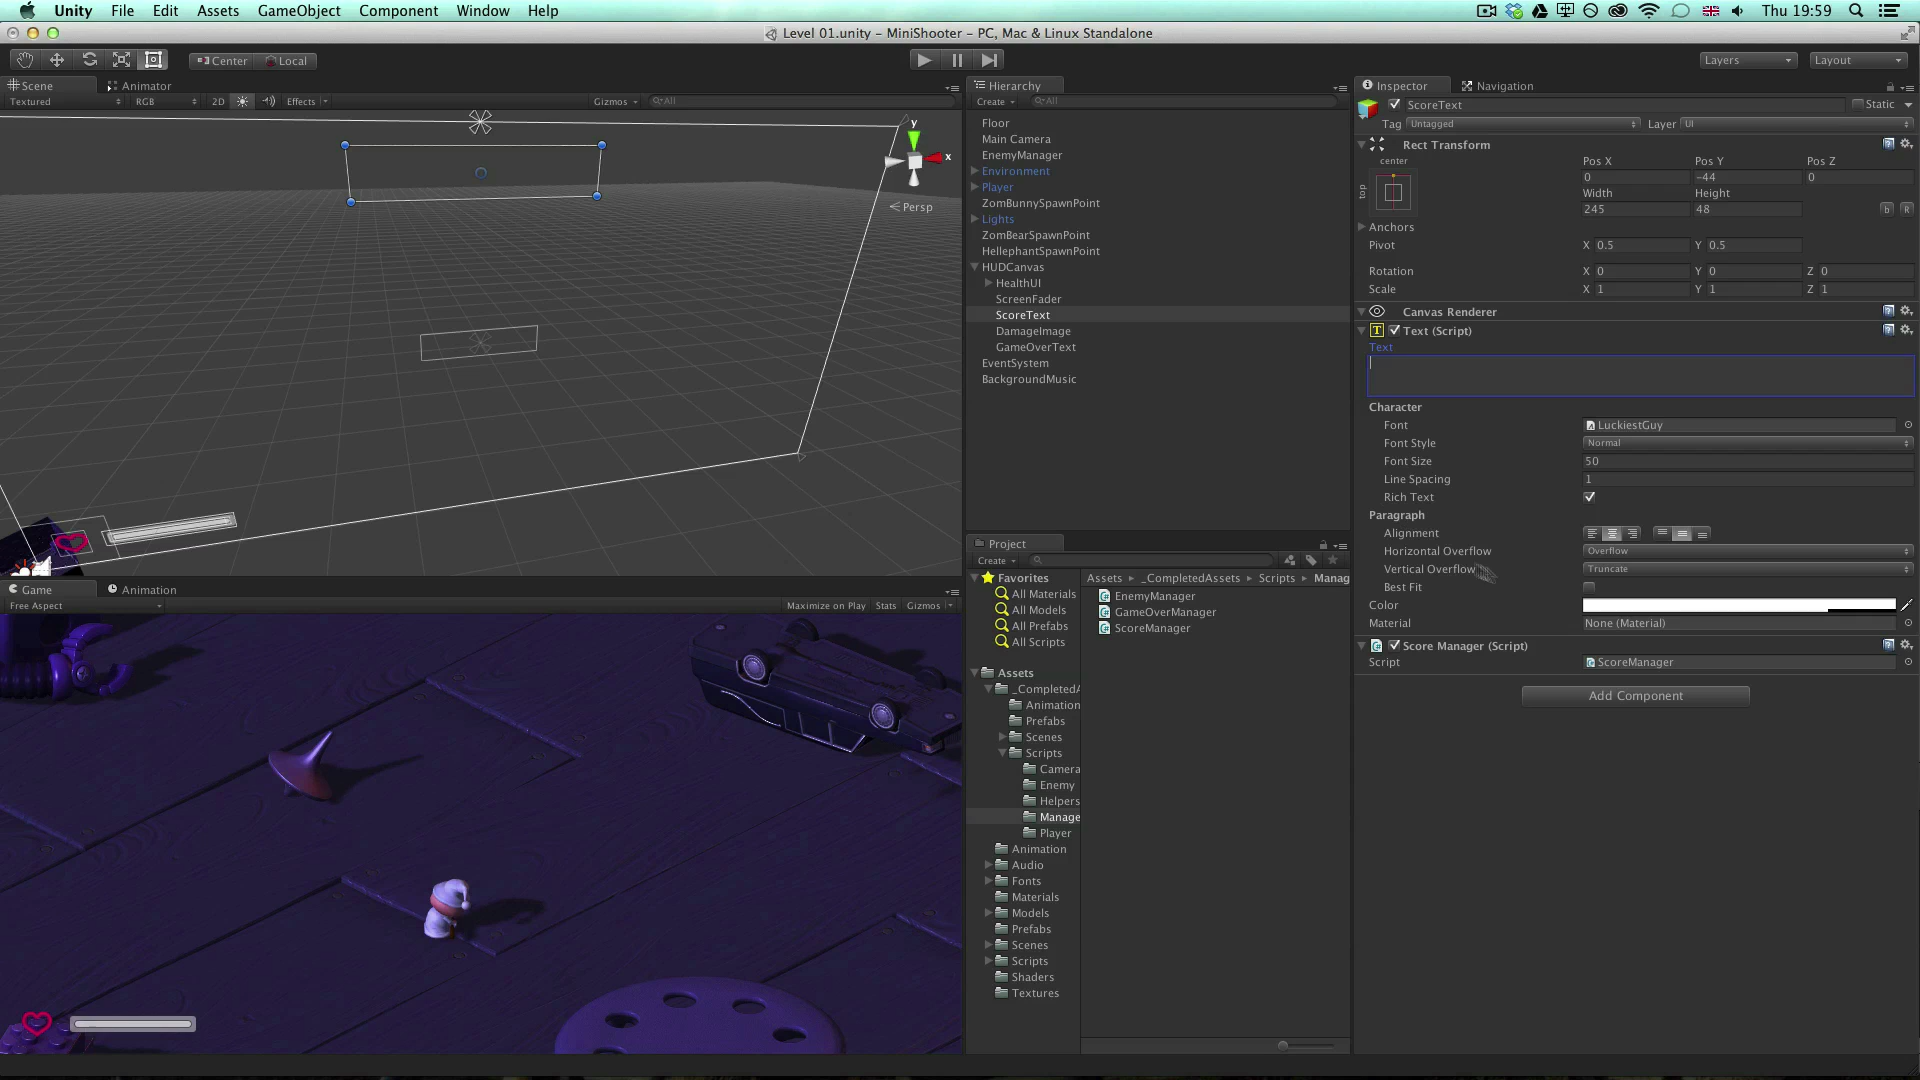 Unity File Edit Assets GameObject Component Window Help Thu 19:59
Level 01.unity - MiniShooter - PC, Mac & Linux Standalone
Center Local Layers Layout
Scene Animator
Textured RGB 2D Effects Gizmos All
y
x
Persp
Game Animation
Free Aspect Maximize on Play Stats Gizmos
Hierarchy
Create All
Floor
Main Camera
EnemyManager
Environment
Player
ZomBunnySpawnPoint
Lights
ZomBearSpawnPoint
HellephantSpawnPoint
HUDCanvas
HealthUI
ScreenFader
ScoreText
DamageImage
GameOverText
EventSystem
BackgroundMusic
Project
Create
Favorites
All Materials
All Models
All Prefabs
All Scripts
Assets
_CompletedA
Animation
Prefabs
Scenes
Scripts
Camera
Enemy
Helpers
Manage
Player
Animation
Audio
Fonts
Materials
Models
Prefabs
Scenes
Scripts
Shaders
Textures
Assets _CompletedAssets Scripts Manag
EnemyManager
GameOverManager
ScoreManager
Inspector Navigation
ScoreText Static
Tag Untagged Layer UI
Rect Transform
center Pos X Pos Y Pos Z
top 0 -44 0
Width Height
245 48 b R
Anchors
Pivot X 0.5 Y 0.5
Rotation X 0 Y 0 Z 0
Scale X 1 Y 1 Z 1
Canvas Renderer
T Text (Script)
Text
Character
Font LuckiestGuy
Font Style Normal
Font Size 50
Line Spacing 1
Rich Text
Paragraph
Alignment
Horizontal Overflow Overflow
Vertical Overflow Truncate
Best Fit
Color
Material None (Material)
Score Manager (Script)
Script ScoreManager
Add Component